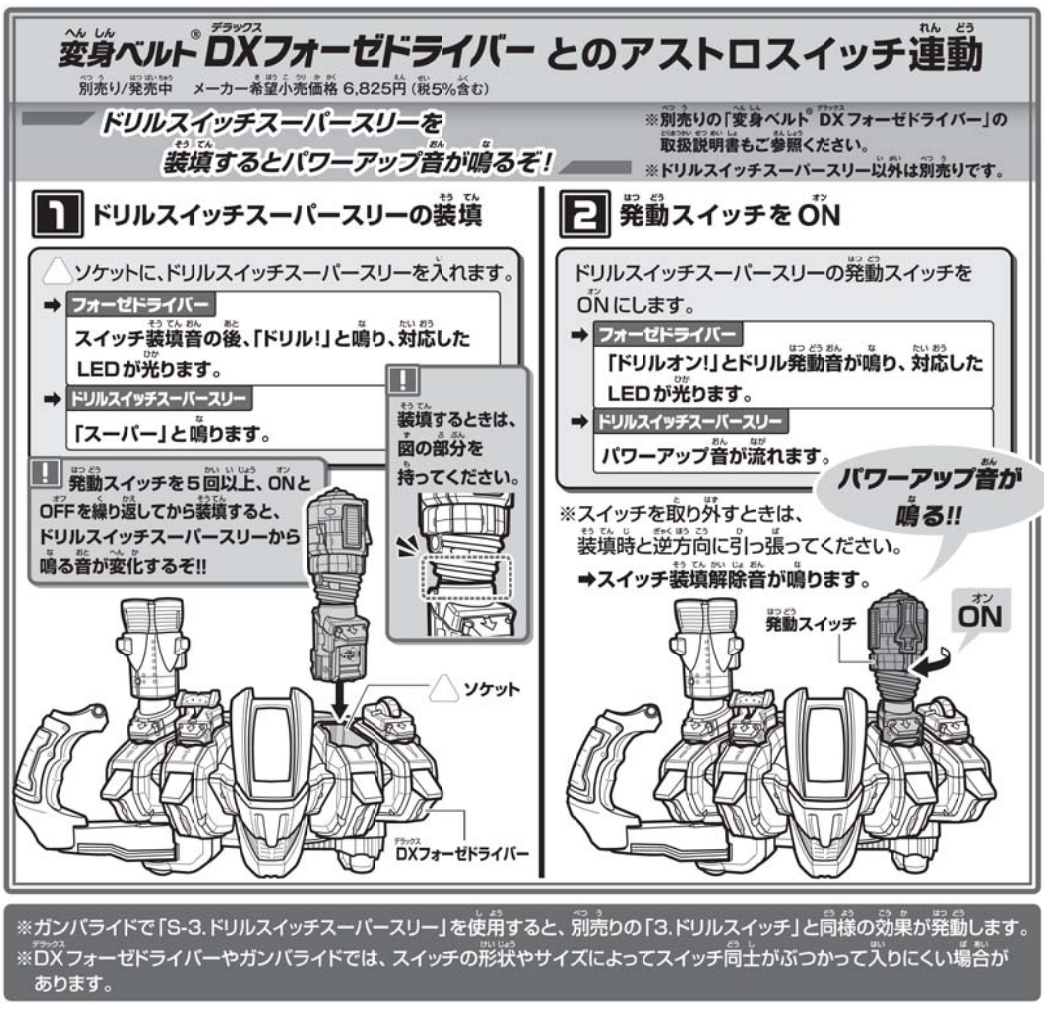 変身ベルト® DXフォーゼドライバー とのアストロスイッチ連動
別売り/発売中 メーカー希望小売価格 6,825円(税5%含む)
ドリルスイッチスーパースリーを
装填するとパワーアップ音が鳴るぞ!
※別売りの「変身ベルト® DXフォーゼドライバー」の
取扱説明書もご参照ください。
※ドリルスイッチスーパースリー以外は別売りです。
1 ドリルスイッチスーパースリーの装填
△ソケットに、ドリルスイッチスーパースリーを入れます。
➡ フォーゼドライバー
スイッチ装填音の後、「ドリル!」と鳴り、対応した
LEDが光ります。
➡ ドリルスイッチスーパースリー
「スーパー」と鳴ります。
!
発動スイッチを5回以上、ONと
OFFを繰り返してから装填すると、
ドリルスイッチスーパースリーから
鳴る音が変化するぞ!!
!
装填するときは、
図の部分を
持ってください。
△ ソケット
DXフォーゼドライバー
2 発動スイッチをON
ドリルスイッチスーパースリーの発動スイッチを
ONにします。
➡ フォーゼドライバー
「ドリルオン!」とドリル発動音が鳴り、対応した
LEDが光ります。
➡ ドリルスイッチスーパースリー
パワーアップ音が流れます。
パワーアップ音が
鳴る!!
※スイッチを取り外すときは、
装填時と逆方向に引っ張ってください。
➡スイッチ装填解除音が鳴ります。
発動スイッチ
ON
※ガンバライドで「S-3.ドリルスイッチスーパースリー」を使用すると、別売りの「3.ドリルスイッチ」と同様の効果が発動します。
※DXフォーゼドライバーやガンバライドでは、スイッチの形状やサイズによってスイッチ同士がぶつかって入りにくい場合が
あります。